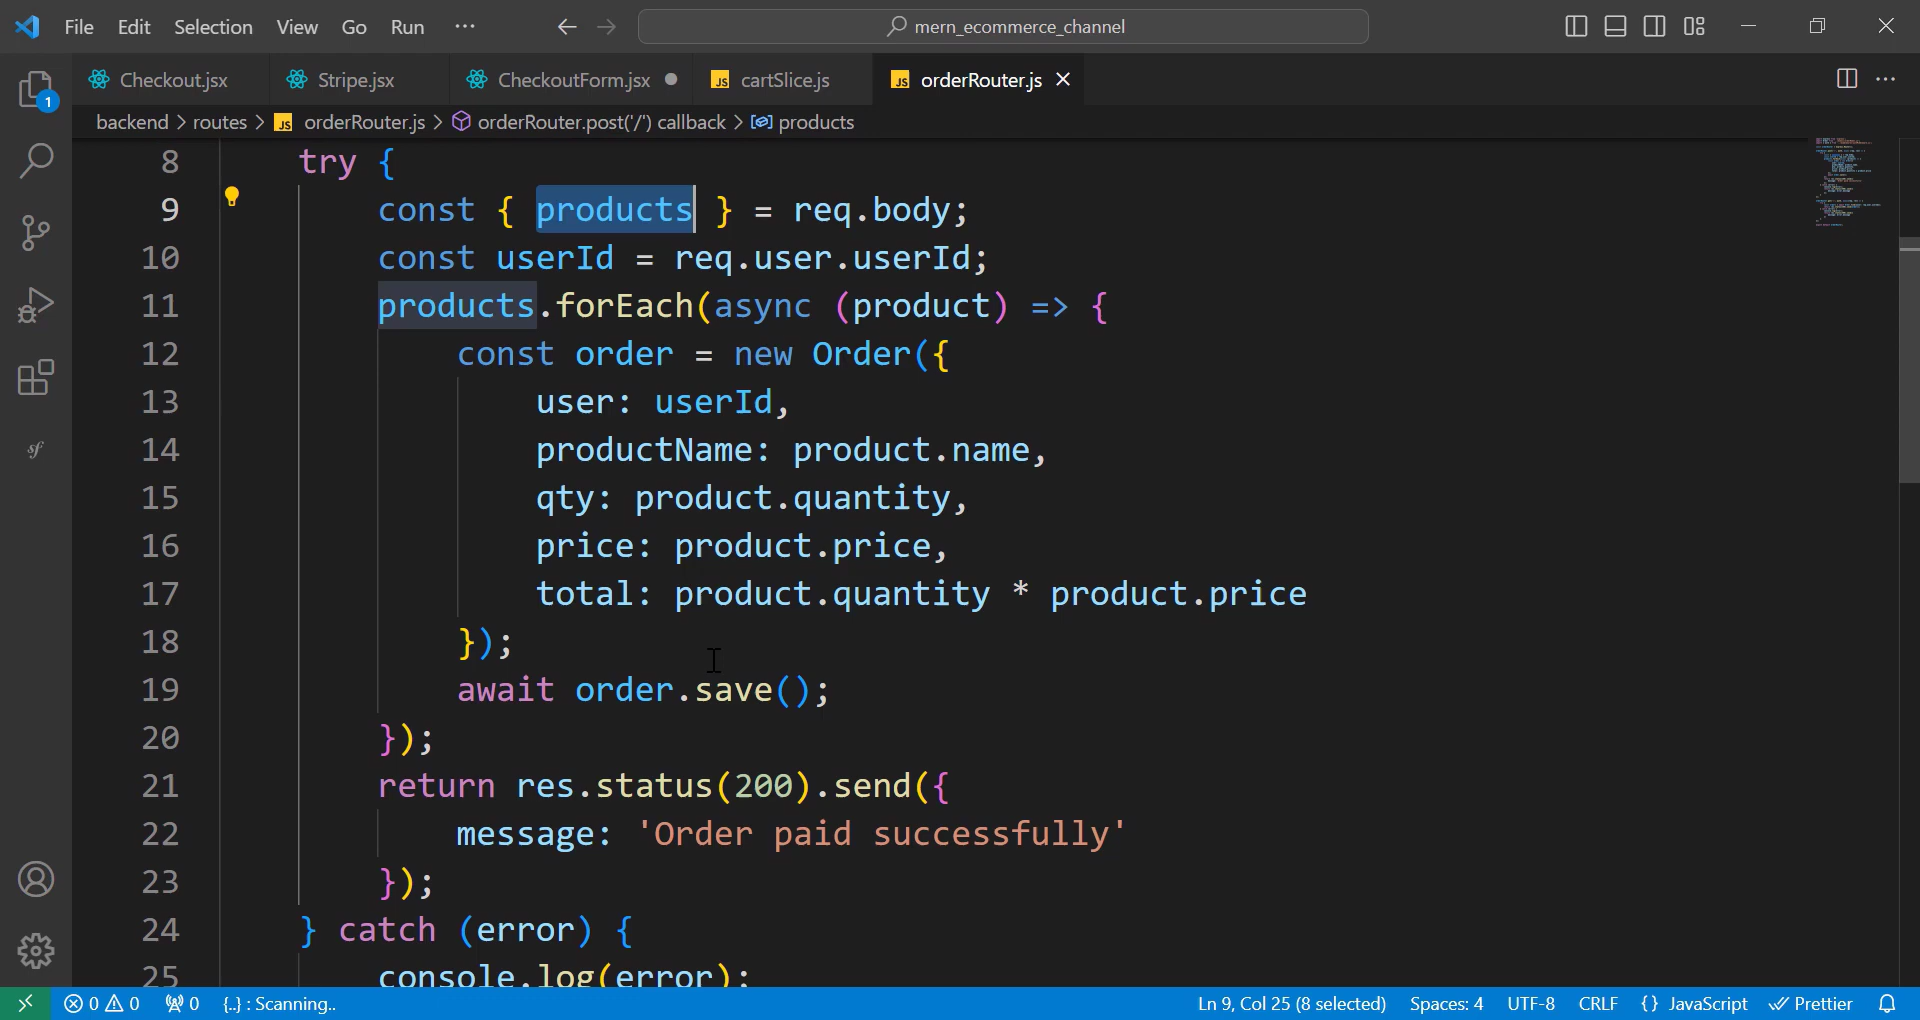 File Edit Selection View Go Run ··· mern_ecommerce_channel
Checkout.jsx Stripe.jsx CheckoutForm.jsx JS cartSlice.js JS orderRouter.js
backend > routes > JS orderRouter.js > orderRouter.post('/') callback > products
8 try {
9 const { products } = req.body;
10 const userId = req.user.userId;
11 products.forEach(async (product) => {
12 const order = new Order({
13 user: userId,
14 productName: product.name,
15 qty: product.quantity,
16 price: product.price,
17 total: product.quantity * product.price
18 });
19 await order.save();
20 });
21 return res.status(200).send({
22 message: 'Order paid successfully'
23 });
24 } catch (error) {
25 console.log(error);
1
sf
0 0 0 {..} : Scanning.. Ln 9, Col 25 (8 selected) Spaces: 4 UTF-8 CRLF {} JavaScript Prettier